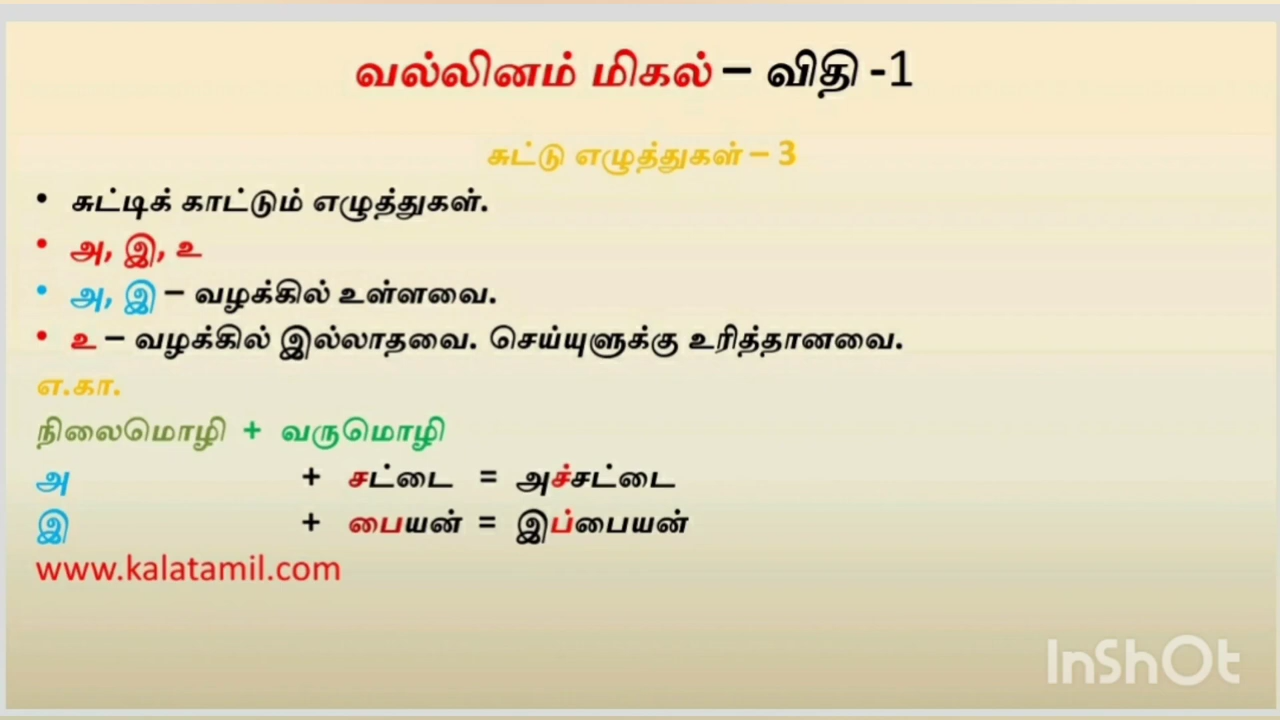 வல்லினம் மிகல் – விதி -1
சுட்டு எழுத்துகள் – 3
• சுட்டிக் காட்டும் எழுத்துகள்.
• அ, இ, உ
• அ, இ – வழக்கில் உள்ளவை.
• உ – வழக்கில் இல்லாதவை. செய்யுளுக்கு உரித்தானவை.
எ.கா.
நிலைமொழி + வருமொழி
அ + சட்டை = அச்சட்டை
இ + பையன் = இப்பையன்
www.kalatamil.com
InShOt